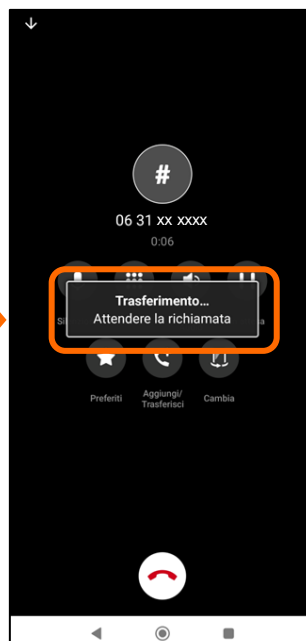 #
06 31 xx xxxx
0:06
Trasferimento...
Attendere la richiamata
Preferiti
Aggiungi/
Trasferisci
Cambia